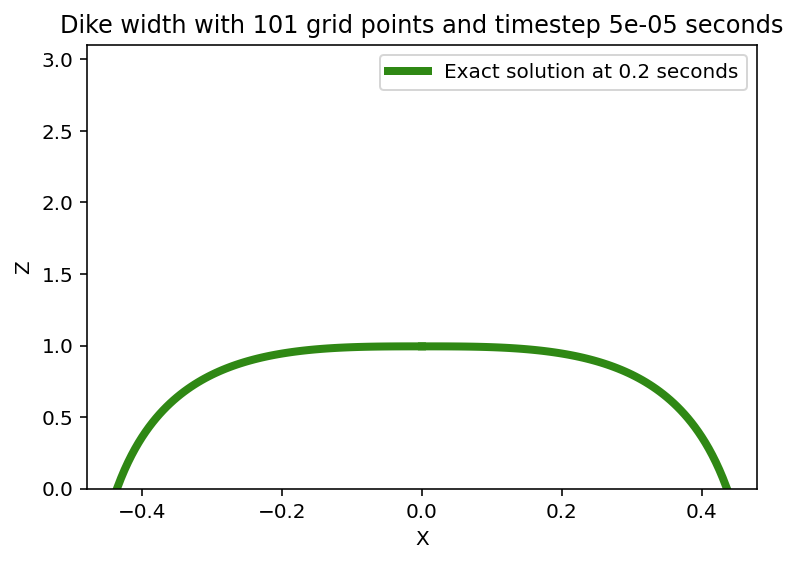 Dike width with 101 grid points and timestep 5e-05 seconds
Exact solution at 0.2 seconds
3.0
2.5
2.0
1.5
1.0
0.5
0.0
Z
−0.4 −0.2 0.0 0.2 0.4
X